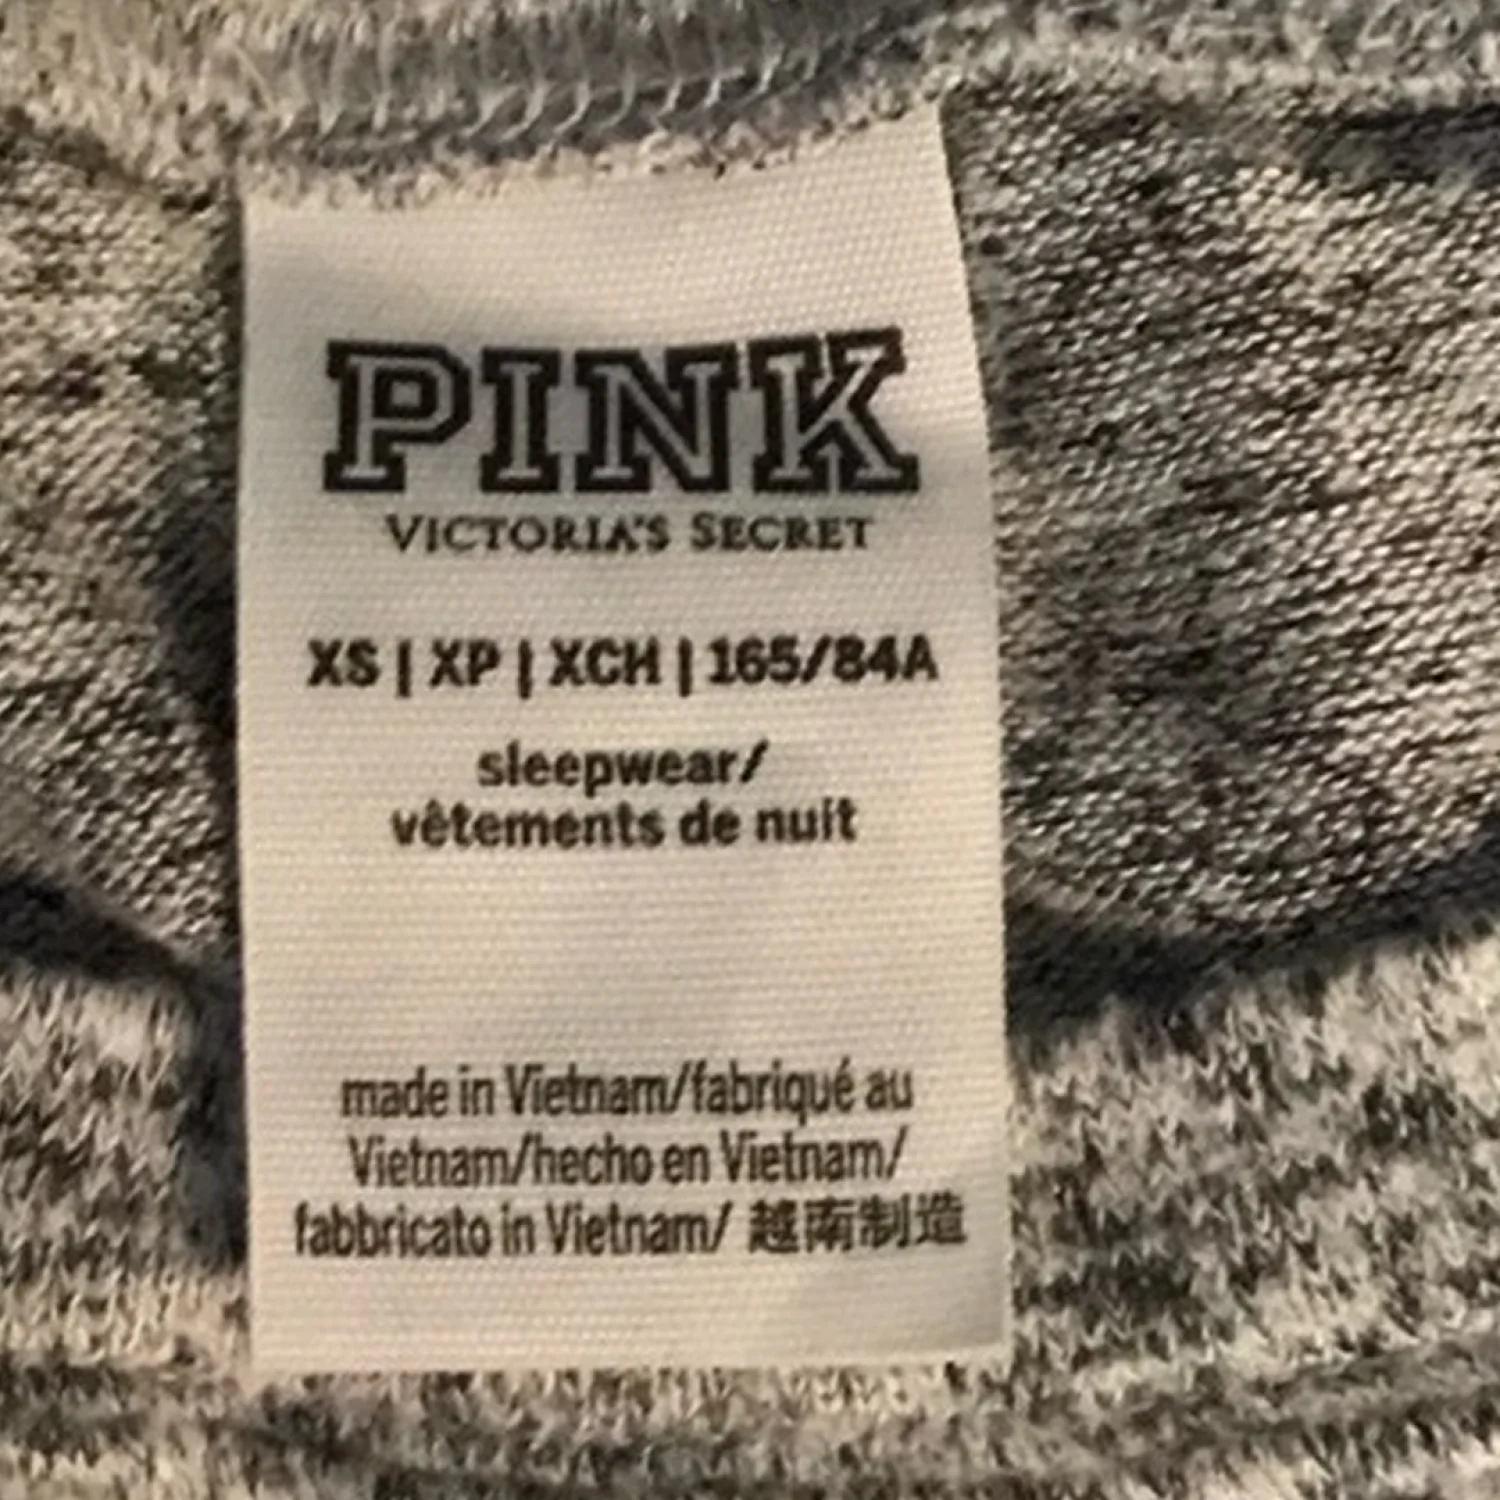 PINK
VICTORIA'S SECRET
XS | XP | XCH | 165/84A
sleepwear/
vêtements de nuit
made in Vietnam/fabriqué au
Vietnam/hecho en Vietnam/
fabbricato in Vietnam/ 越南制造